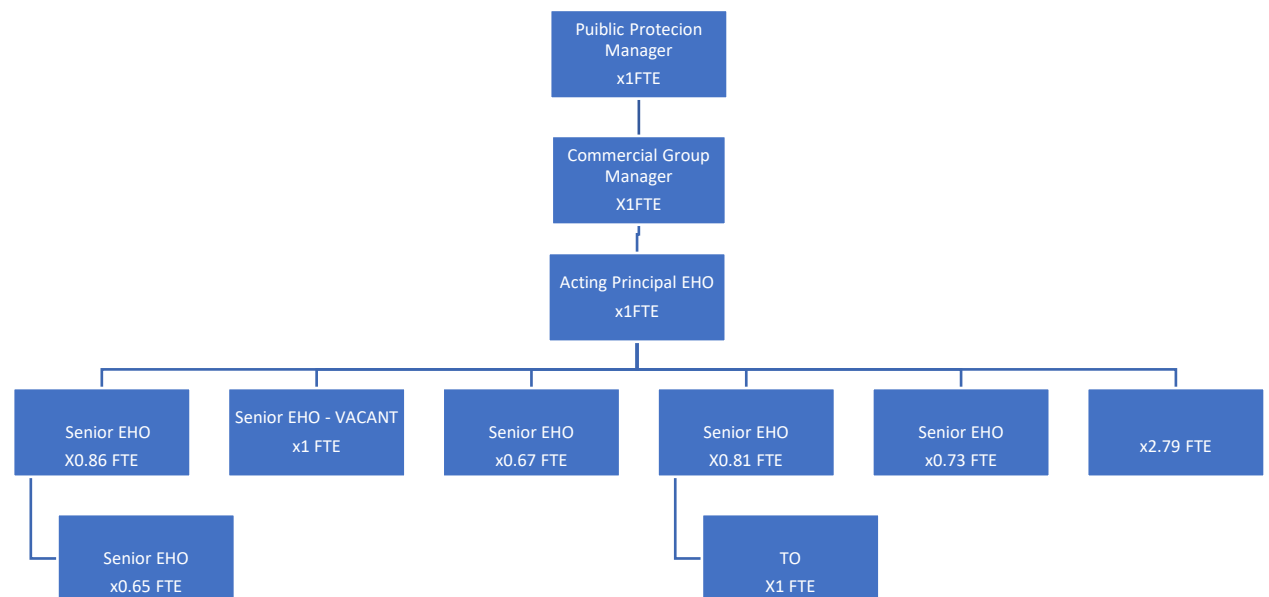 Puiblic Protecion
Manager
x1FTE
Commercial Group
Manager
X1FTE
Acting Principal EHO
x1FTE
Senior EHO
X0.86 FTE
Senior EHO - VACANT
x1 FTE
Senior EHO
x0.67 FTE
Senior EHO
X0.81 FTE
Senior EHO
x0.73 FTE
x2.79 FTE
Senior EHO
x0.65 FTE
TO
X1 FTE